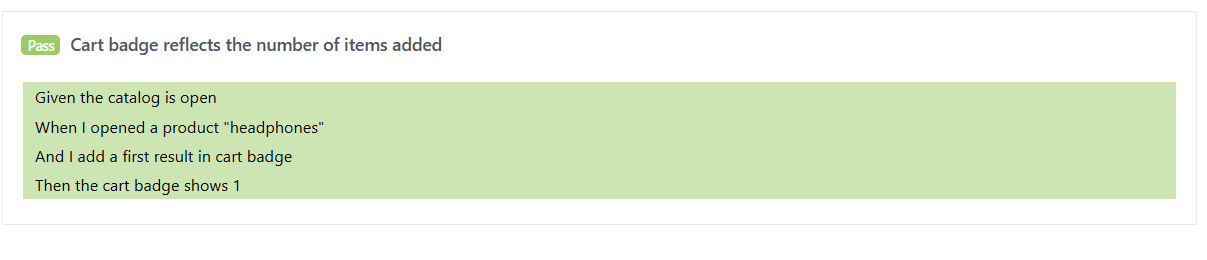 Pass Cart badge reflects the number of items added
Given the catalog is open
When I opened a product "headphones"
And I add a first result in cart badge
Then the cart badge shows 1